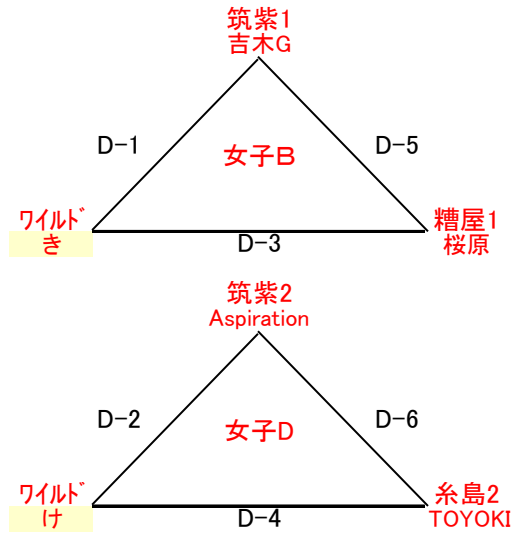 筑紫1
吉木G
D-1
女子B
D-5
ワイルド
き
D-3
糟屋1
桜原
筑紫2
Aspiration
D-2
女子D
D-6
ワイルド
け
D-4
糸島2
TOYOKI